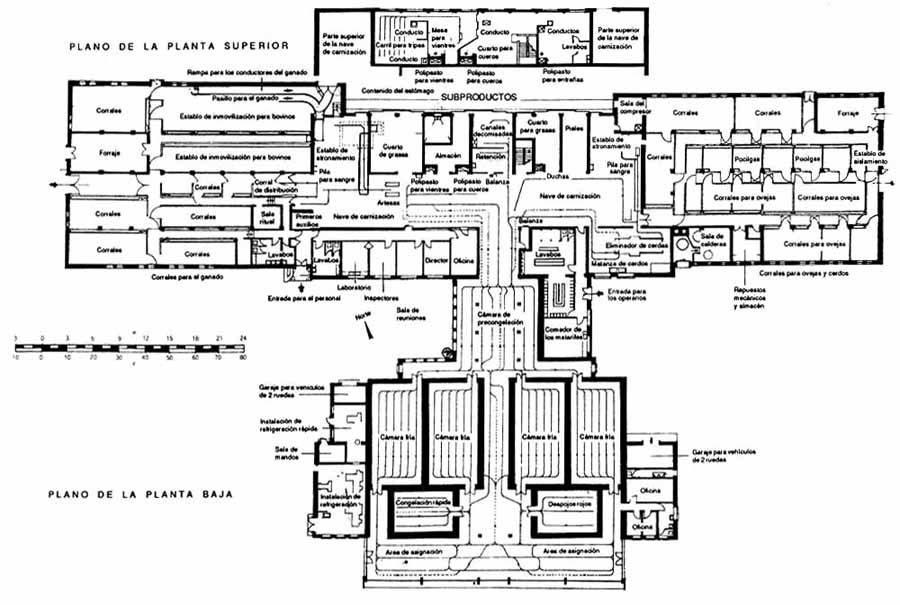 PLANO DE LA PLANTA SUPERIOR
Parte superior
de la nave
de carnización
Conducto
Carril para tripas
Conducto
Mesa
para
vientres
Conducto
Cuarto para
cueros
Conductos
Lavabos
Parte superior
de la nave
de carnización
Polipasto
para vientres
Polipasto
para cueros
Polipasto
para entrañas
Rampa para los conductores del ganado
Pasillo para el ganado
Contenido del estómago
SUBPRODUCTOS
Corrales
Establo de inmovilización para bovinos
Forraje
Establo de inmovilización para bovinos
Corrales
Corral
de distribución
Corrales
Corrales
Sala
ritual
Corrales
Corrales
Lavabos
Corrales para el ganado
Establo de
atronamiento
Pila
para
sangre
Primeros
auxilios
Cuarto
de grasas
Almacén
Canales
decomisadas
Retención
Cuarto
para grasas
Pieles
Establo de
atronamiento
Pila para
sangre
Polipasto
para vientres
Polipasto
para cueros
Balanza
Duchas
Artesas
Nave de carnización
Nave de carnización
Balanza
Sala del
compresor
Corrales
Corrales
Forraje
Corrales
Pocilgas
Pocilgas
Establo de
aislamiento
Corrales para ovejas
Corrales para ovejas
Corrales para ovejas
Sala de
calderas
Corrales para ovejas y cerdos
Repuestos
mecánicos
y almacén
Eliminador de cerdas
Matanza de cerdos
Lavabos
Lavabos
Director
Oficina
Laboratorio
Inspectores
Entrada para el personal
Sala de
reuniones
Norte
Entrada para
los operarios
Comedor de
los matarifes
Cámara de
precongelación
3 0 3 6 9 12 15 18 21 24
10 0 10 20 30 40 50 60 70 80
Garaje para vehículos
de 2 ruedas
Instalación de
refrigeración rápida
Sala de
mandos
Instalación de
refrigeración
Cámara fría
Cámara fría
Cámara fría
Cámara fría
Congelación rápida
Despojos rojos
Area de asignación
Area de asignación
Garaje para vehículos
de 2 ruedas
Oficina
Oficina
PLANO DE LA PLANTA BAJA